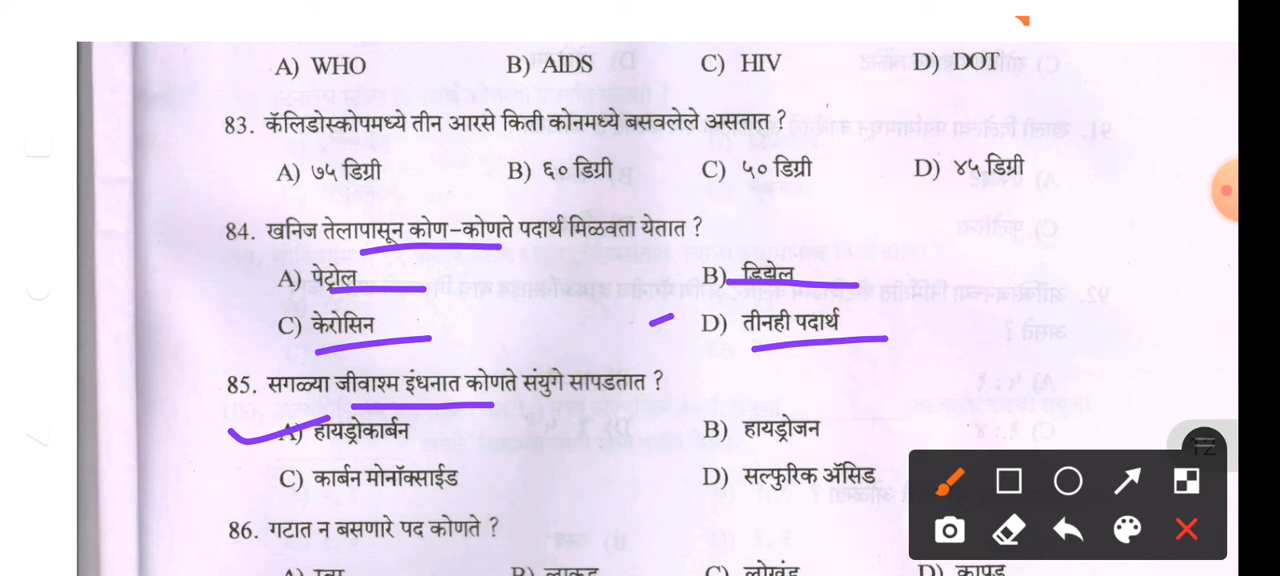 A) WHO B) AIDS C) HIV D) DOT
83. कॅलिडोस्कोपमध्ये तीन आरसे किती कोनमध्ये बसवलेले असतात ?
A) ७५ डिग्री B) ६० डिग्री C) ५० डिग्री D) ४५ डिग्री
84. खनिज तेलापासून कोण-कोणते पदार्थ मिळवता येतात ?
A) पेट्रोल B) डिझेल
C) केरोसिन D) तीनही पदार्थ
85. सगळ्या जीवाश्म इंधनात कोणते संयुगे सापडतात ?
A) हायड्रोकार्बन B) हायड्रोजन
C) कार्बन मोनॉक्साईड D) सल्फुरिक ॲसिड
86. गटात न बसणारे पद कोणते ?
A) B) लाकूड C) लोखंड D) कापड